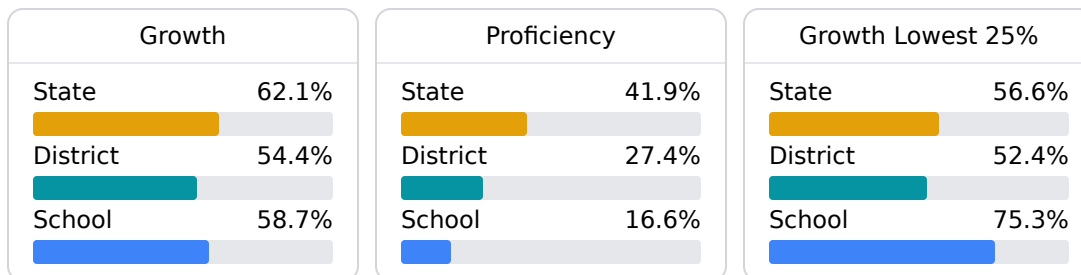 Growth
State 62.1%
District 54.4%
School 58.7%
Proficiency
State 41.9%
District 27.4%
School 16.6%
Growth Lowest 25%
State 56.6%
District 52.4%
School 75.3%